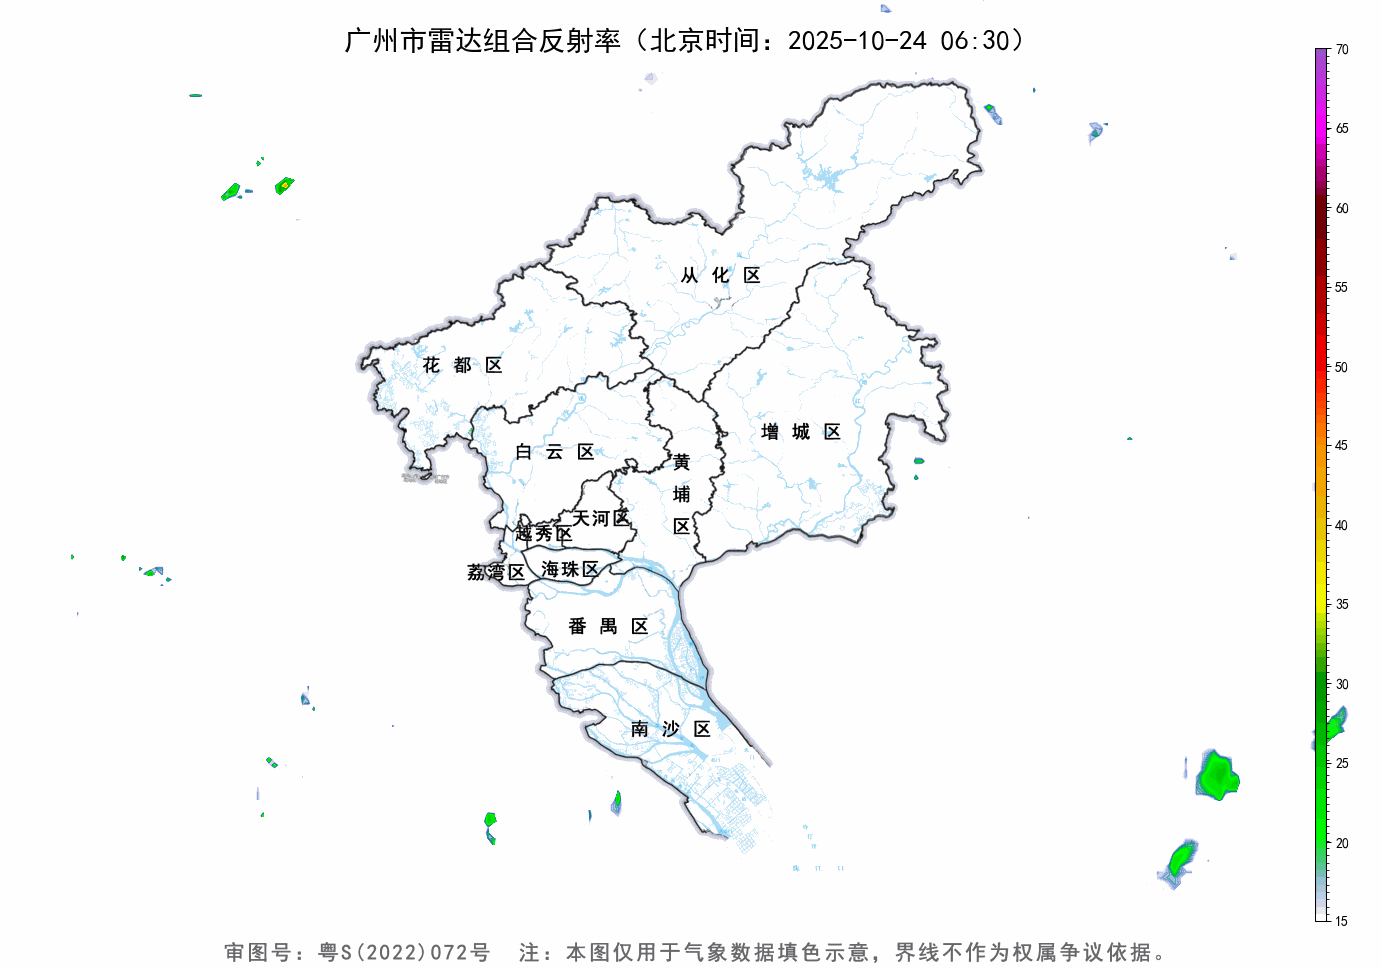 广州市雷达组合反射率（北京时间：2025-10-24 06:30）
70
65
60
55
50
45
40
35
30
25
20
15
从化区
花都区
增城区
白云区
黄埔区
天河区
越秀区
荔湾区
海珠区
番禺区
南沙区
审图号：粤S(2022)072号 注：本图仅用于气象数据填色示意，界线不作为权属争议依据。